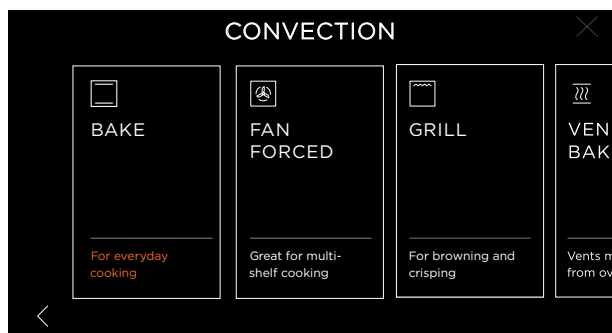 CONVECTION
BAKE
For everyday
cooking
FAN
FORCED
Great for multi-
shelf cooking
GRILL
For browning and
crisping
VEN
BAK
Vents
from